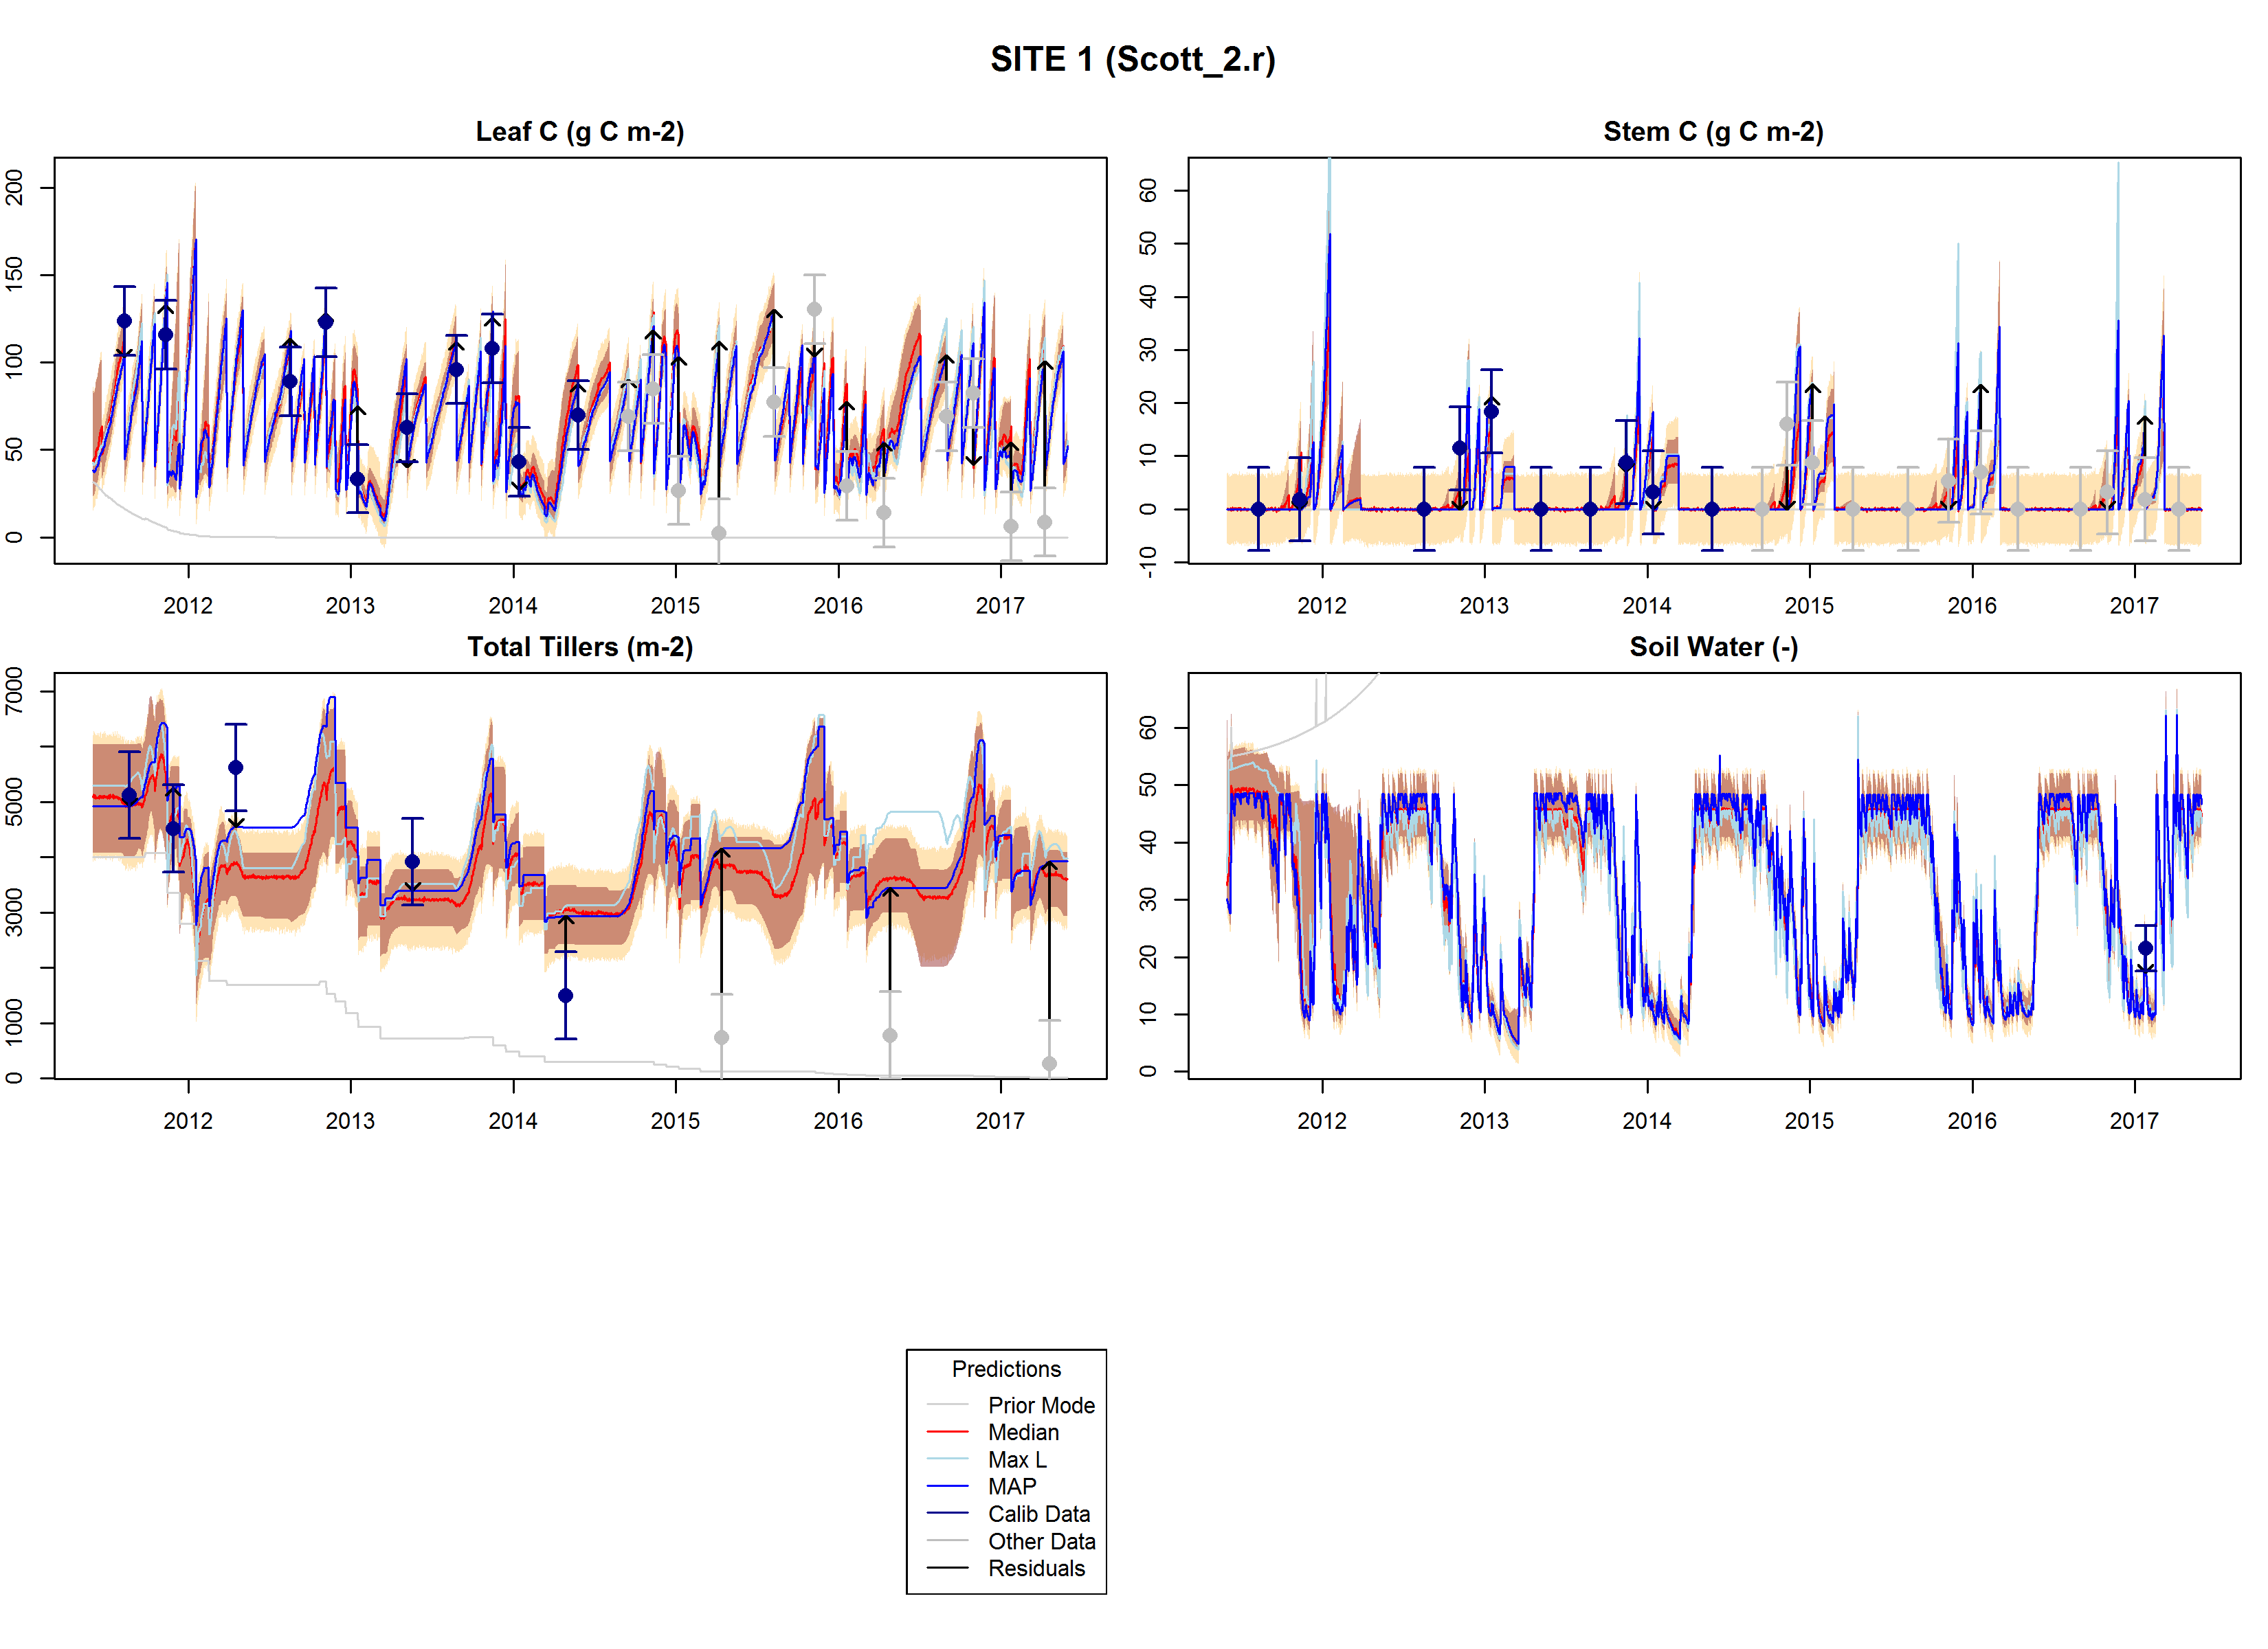 SITE 1 (Scott_2.r)
Leaf C (g C m-2)
200
150
100
50
0
2012 2013 2014 2015 2016 2017
Stem C (g C m-2)
60
50
40
30
20
10
0
-10
2012 2013 2014 2015 2016 2017
Total Tillers (m-2)
7000
5000
3000
1000
0
2012 2013 2014 2015 2016 2017
Soil Water (-)
60
50
40
30
20
10
0
2012 2013 2014 2015 2016 2017
Predictions
Prior Mode
Median
Max L
MAP
Calib Data
Other Data
Residuals